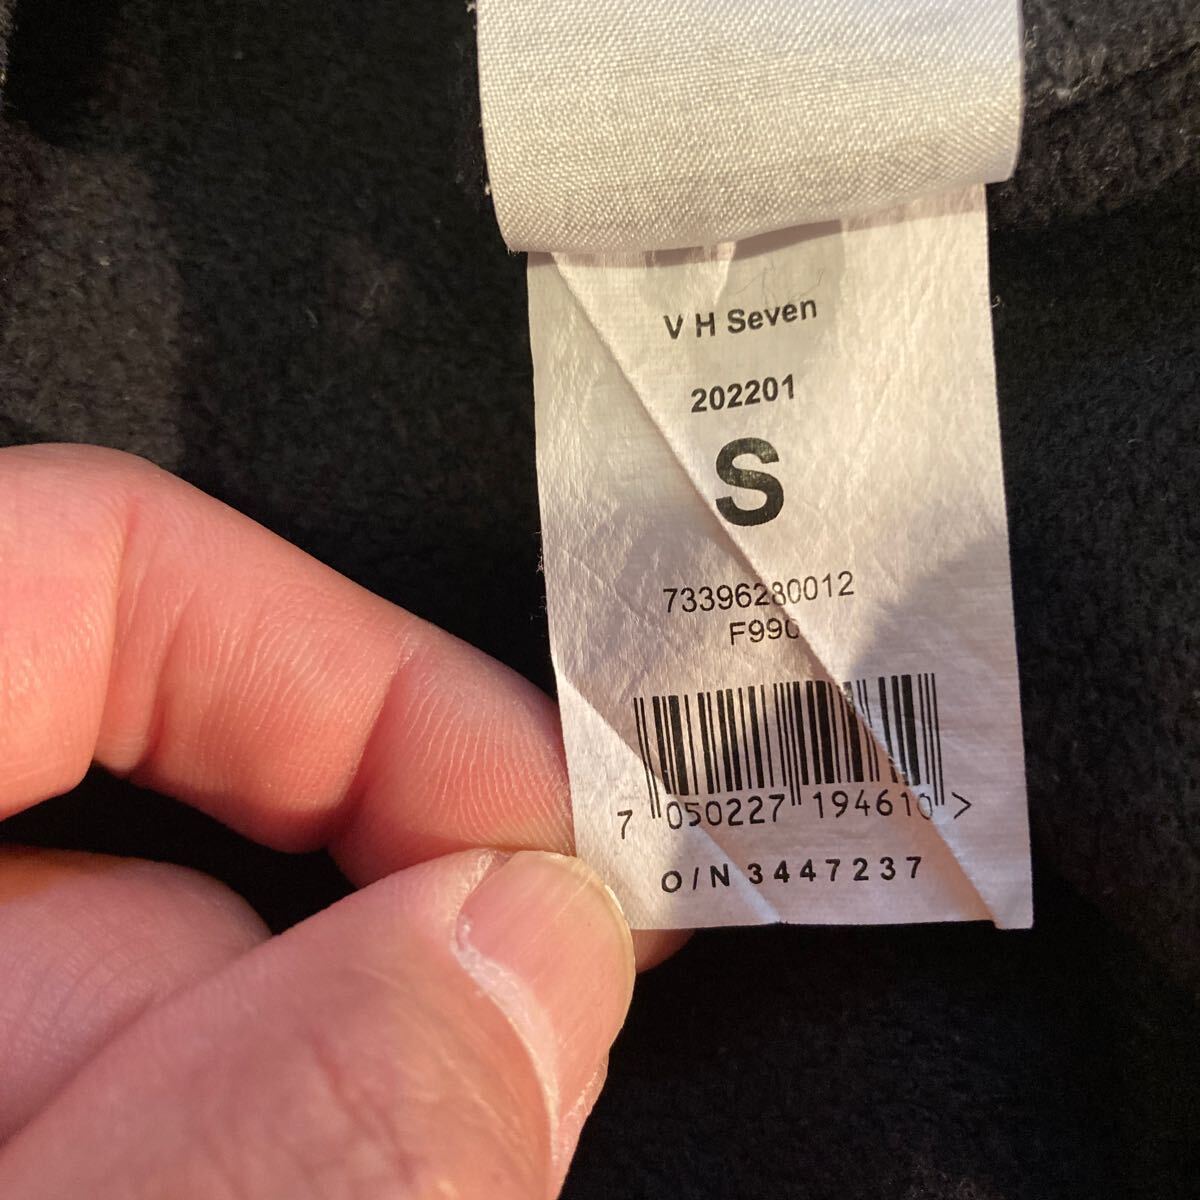 V H Seven
202201
S
73396280012
F990
7 050227 194610 >
O/N 3447237